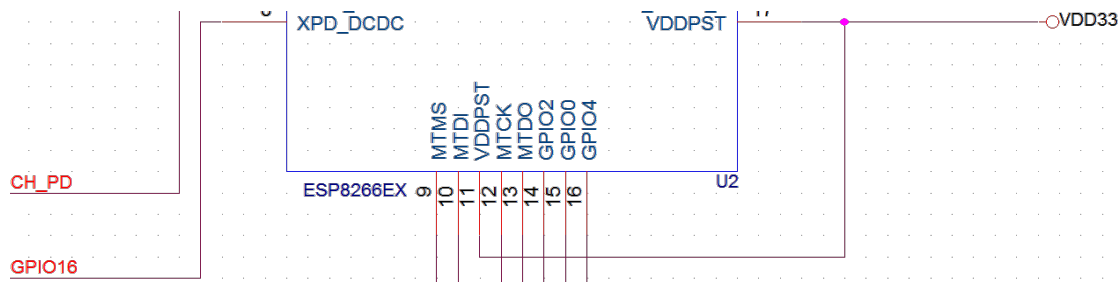 XPD_DCDC
VDDPST
17
VDD33
MTMS
MTDI
VDDPST
MTCK
MTDO
GPIO2
GPIO0
GPIO4
CH_PD
ESP8266EX
9
10
11
12
13
14
15
16
U2
GPIO16